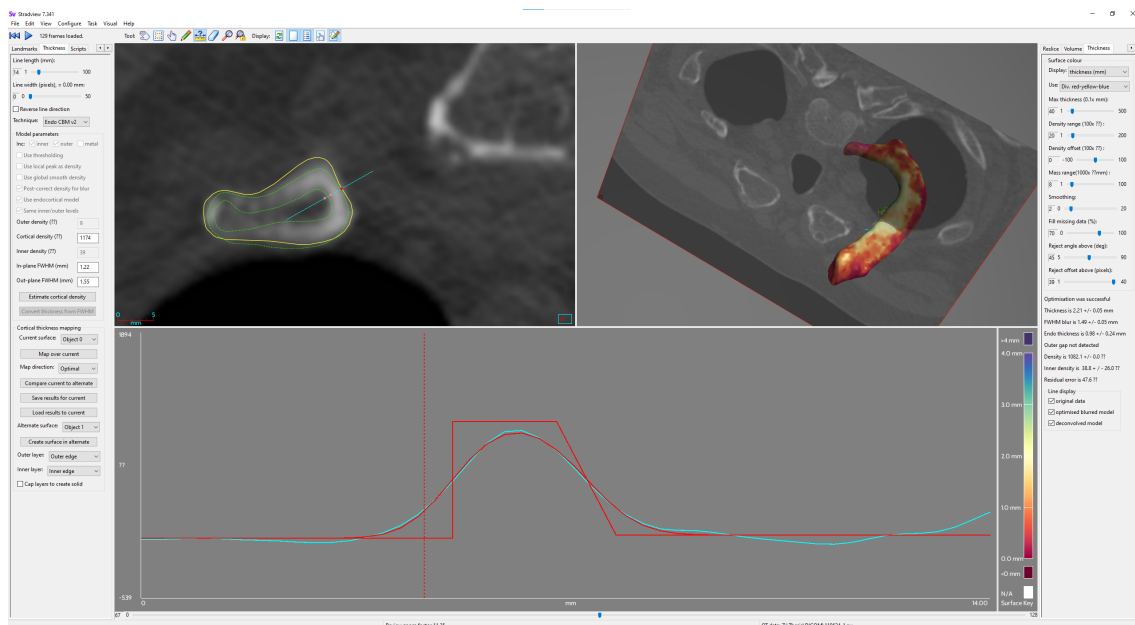 Stradview 7.341
File Edit View Configure Task Visual Help
129 frames loaded. Tool: Display:
Landmarks Thickness Scripts
Line length (mm):
14 1 100
Line width (pixels), = 0.00 mm:
0 0 50
Reverse line direction
Technique: Endo CBM v2
Model parameters
Inc: inner outer metal
Use thresholding
Use local peak as density
Use global smooth density
Post-correct density for blur
Use endocortical model
Same inner/outer levels
Outer density (??) 0
Cortical density (??) 1174
Inner density (??) 39
In-plane FWHM (mm) 1.22
Out-plane FWHM (mm) 1.55
Estimate cortical density
Convert thickness from FWHM
Cortical thickness mapping
Current surface: Object 0
Map over current
Map direction: Optimal
Compare current to alternate
Save results for current
Load results to current
Alternate surface: Object 1
Create surface in alternate
Outer layer: Outer edge
Inner layer: Inner edge
Cap layers to create solid
0 5
mm
1894
77
-539
0 mm 14.00
67 0 128
+4 mm
4.0 mm
3.0 mm
2.0 mm
1.0 mm
0.0 mm
<0 mm
N/A
Surface Key
Reslice Volume Thickness
Surface colour
Display: thickness (mm)
Use: Div. red-yellow-blue
Max thickness (0.1x mm):
40 1 500
Density range (100x ??) :
20 1 200
Density offset (100x ??) :
0 -100 100
Mass range(1000x ??mm) :
8 1 100
Smoothing:
2 0 20
Fill missing data (%):
70 0 100
Reject angle above (deg):
45 5 90
Reject offset above (pixels):
38 1 40
Optimisation was successful
Thickness is 2.21 +/- 0.05 mm
FWHM blur is 1.49 +/- 0.03 mm
Endo thickness is 0.98 +/- 0.24 mm
Outer gap not detected
Density is 1082.1 +/- 0.0 ??
Inner density is 38.8 + / - 26.0 ??
Residual error is 47.6 ??
Line display
original data
optimised blurred model
deconvolved model